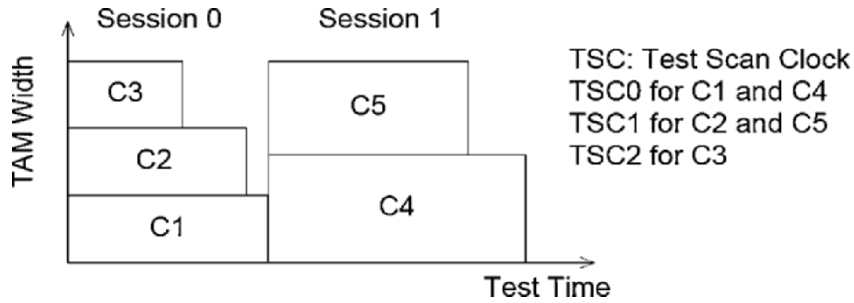 Session 0
Session 1
TAM Width
C3
C2
C1
C5
C4
Test Time
TSC: Test Scan Clock
TSC0 for C1 and C4
TSC1 for C2 and C5
TSC2 for C3